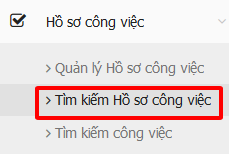 Hồ sơ công việc
> Quản lý Hồ sơ công việc
> Tìm kiếm Hồ sơ công việc
> Tìm kiếm công việc